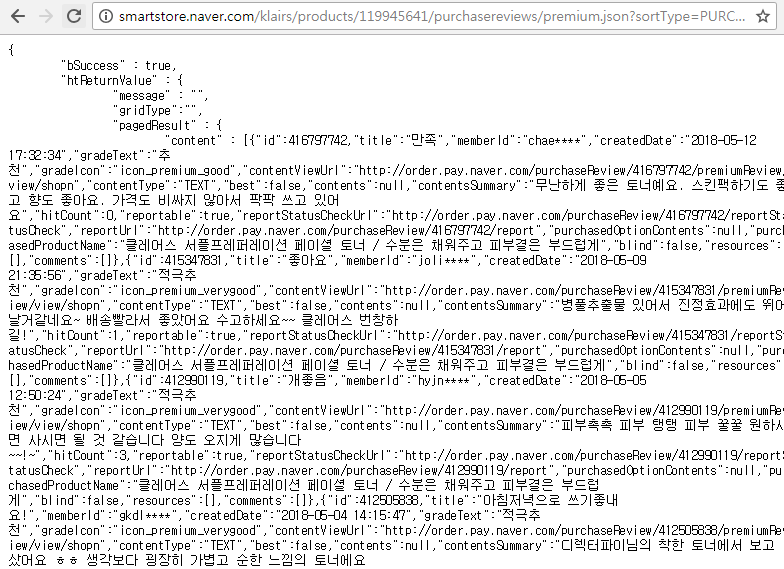 smartstore.naver.com/klairs/products/119945641/purchasereviews/premium.json?sortType=PURC...
{
"bSuccess" : true,
"htReturnValue" : {
"message" : "",
"gridType":"",
"pagedResult" : {
"content" : [{"id":416797742,"title":"만족","memberId":"chae****","createdDate":"2018-05-12
17:32:34","gradeText":"추
천","gradeIcon":"icon_premium_good","contentViewUrl":"http://order.pay.naver.com/purchaseReview/416797742/premiumRevi
view/shopn","contentType":"TEXT","best":false,"contents":null,"contentsSummary":"무난하게 좋은 토너예요. 스킨팩하기도 좋
고 향도 좋아요. 가격도 비싸지 않아서 팍팍 쓰고 있어
요","hitCount":0,"reportable":true,"reportStatusCheckUrl":"http://order.pay.naver.com/purchaseReview/416797742/reportSta
tusCheck","reportUrl":"http://order.pay.naver.com/purchaseReview/416797742/report","purchasedOptionContents":null,"purch
asedProductName":"클레어스 서플프레퍼레이션 페이셜 토너 / 수분은 채워주고 피부결은 부드럽게","blind":false,"resources":
[],"comments":[]},{"id":415347831,"title":"좋아요","memberId":"joli****","createdDate":"2018-05-09
21:35:56","gradeText":"적극추
천","gradeIcon":"icon_premium_verygood","contentViewUrl":"http://order.pay.naver.com/purchaseReview/415347831/premiumRev
iew/view/shopn","contentType":"TEXT","best":false,"contents":null,"contentsSummary":"병풀추출물 있어서 진정효과에도 뛰어
날거같네요~ 배송빨라서 좋았어요 수고하세요~~ 클레어스 번창하
길!","hitCount":1,"reportable":true,"reportStatusCheckUrl":"http://order.pay.naver.com/purchaseReview/415347831/reportSt
atusCheck","reportUrl":"http://order.pay.naver.com/purchaseReview/415347831/report","purchasedOptionContents":null,"purc
hasedProductName":"클레어스 서플프레퍼레이션 페이셜 토너 / 수분은 채워주고 피부결은 부드럽게","blind":false,"resources"
[],"comments":[]},{"id":412990119,"title":"개좋음","memberId":"hyjn****","createdDate":"2018-05-05
12:50:24","gradeText":"적극추
천","gradeIcon":"icon_premium_verygood","contentViewUrl":"http://order.pay.naver.com/purchaseReview/412990119/premiumRev
iew/view/shopn","contentType":"TEXT","best":false,"contents":null,"contentsSummary":"피부촉촉 피부 탱탱 피부 꿀꿀 원하시
면 사시면 될 것 같습니다 양도 오지게 많습니다
~~!~","hitCount":3,"reportable":true,"reportStatusCheckUrl":"http://order.pay.naver.com/purchaseReview/412990119/reportS
tatusCheck","reportUrl":"http://order.pay.naver.com/purchaseReview/412990119/report","purchasedOptionContents":null,"pur
chasedProductName":"클레어스 서플프레퍼레이션 페이셜 토너 / 수분은 채워주고 피부결은 부드럽
게","blind":false,"resources":[],"comments":[]},{"id":412505838,"title":"아침저녁으로 쓰기좋네
요!","memberId":"gkdl****","createdDate":"2018-05-04 14:15:47","gradeText":"적극추
천","gradeIcon":"icon_premium_verygood","contentViewUrl":"http://order.pay.naver.com/purchaseReview/412505838/premiumRev
iew/view/shopn","contentType":"TEXT","best":false,"contents":null,"contentsSummary":"디렉터파이님의 착한 토너에서 보고
샀어요 ㅎㅎ 생각보다 굉장히 가볍고 순한 느낌의 토너에요